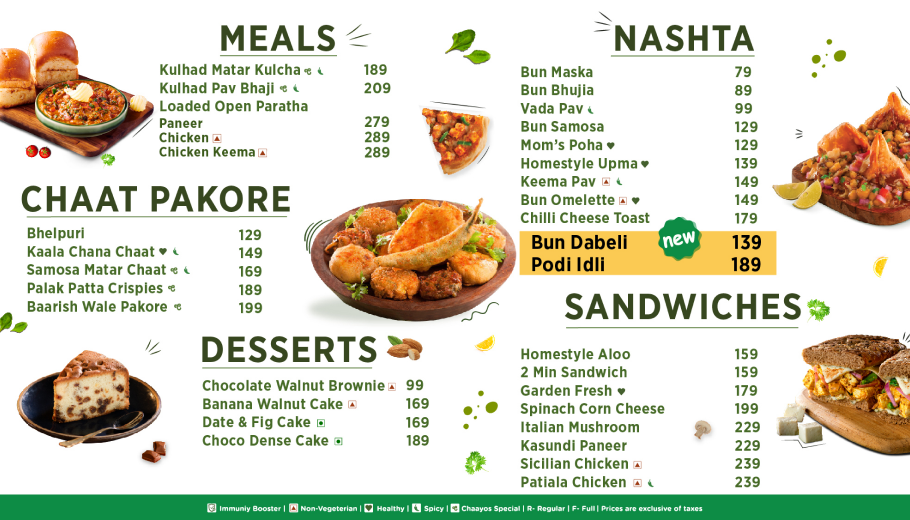 MEALS
Kulhad Matar Kulcha 189
Kulhad Pav Bhaji 209
Loaded Open Paratha
Paneer 279
Chicken 289
Chicken Keema 289
CHAAT PAKORE
Bhelpuri 129
Kaala Chana Chaat 149
Samosa Matar Chaat 169
Palak Patta Crispies 189
Baarish Wale Pakore 199
DESSERTS
Chocolate Walnut Brownie 99
Banana Walnut Cake 169
Date & Fig Cake 169
Choco Dense Cake 189
NASHTA
Bun Maska 79
Bun Bhujia 89
Vada Pav 99
Bun Samosa 129
Mom's Poha 129
Homestyle Upma 139
Keema Pav 149
Bun Omelette 149
Chilli Cheese Toast 179
new
Bun Dabeli 139
Podi Idli 189
SANDWICHES
Homestyle Aloo 159
2 Min Sandwich 159
Garden Fresh 179
Spinach Corn Cheese 199
Italian Mushroom 229
Kasundi Paneer 229
Sicilian Chicken 239
Patiala Chicken 239
Immuniy Booster | Non-Vegetarian | Healthy | Spicy | Chaayos Special | R- Regular | F- Full | Prices are exclusive of taxes